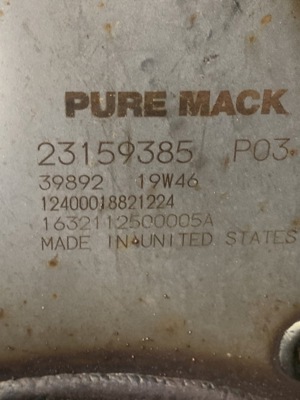 PURE MACK
23159385 P03
39892 19W46
12400018821224
1632112500005A
MADE IN UNITED STATES